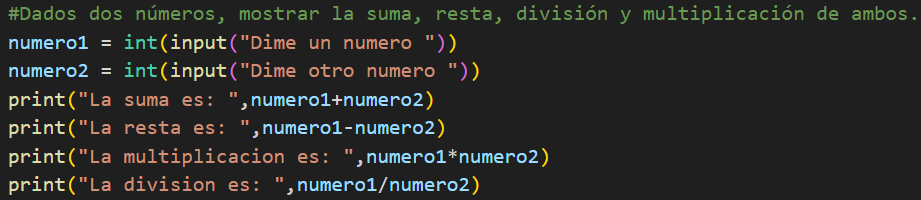 #Dados dos números, mostrar la suma, resta, división y multiplicación de ambos.
numero1 = int(input("Dime un numero "))
numero2 = int(input("Dime otro numero "))
print("La suma es: ",numero1+numero2)
print("La resta es: ",numero1-numero2)
print("La multiplicacion es: ",numero1*numero2)
print("La division es: ",numero1/numero2)